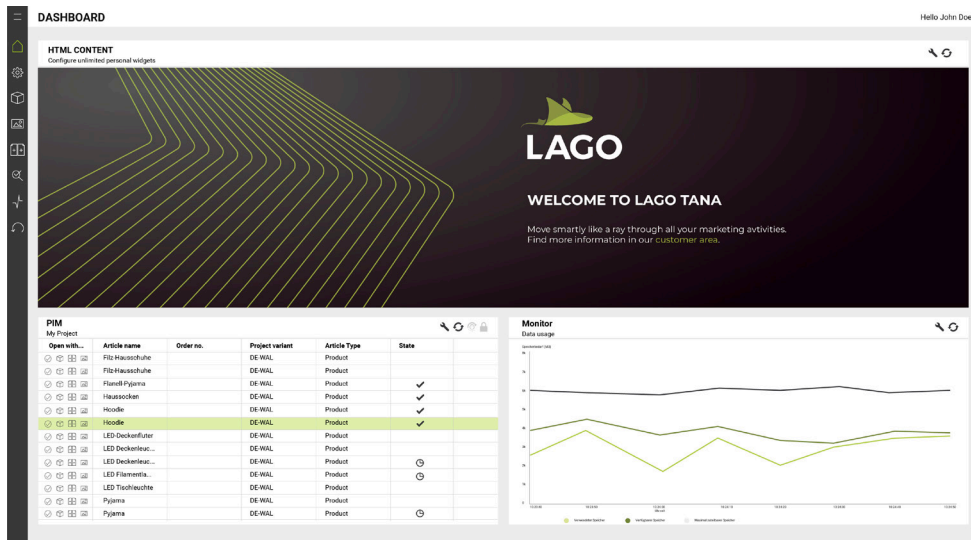 DASHBOARD
Hello John Doe
HTML CONTENT
Configure unlimited personal widgets
LAGO
WELCOME TO LAGO TANA
Move smartly like a ray through all your marketing avtivities.
Find more information in our customer area.
PIM
My Project
Open with... Article name Order no. Project variant Article Type State
Filz-Hausschuhe DE-WAL Product
Filz-Hausschuhe DE-WAL Product
Flanell-Pyjama DE-WAL Product
Haussocken DE-WAL Product
Hoodie DE-WAL Product
Hoodie DE-WAL Product
LED-Deckenfluter DE-WAL Product
LED-Deckenleuc... DE-WAL Product
LED Deckenleuc... DE-WAL Product
LED Filamentla... DE-WAL Product
LED Tischleuchte DE-WAL Product
Pyjama DE-WAL Product
Pyjama DE-WAL Product
Monitor
Data usage
Verwendeter Speicher Verfügbarer Speicher